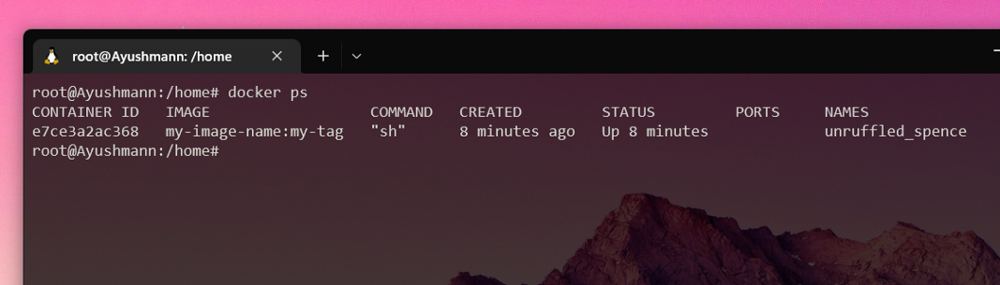 root@Ayushmann: /home
root@Ayushmann:/home# docker ps
CONTAINER ID   IMAGE                  COMMAND   CREATED         STATUS         PORTS     NAMES
e7ce3a2ac368   my-image-name:my-tag   "sh"      8 minutes ago   Up 8 minutes             unruffled_spence
root@Ayushmann:/home#